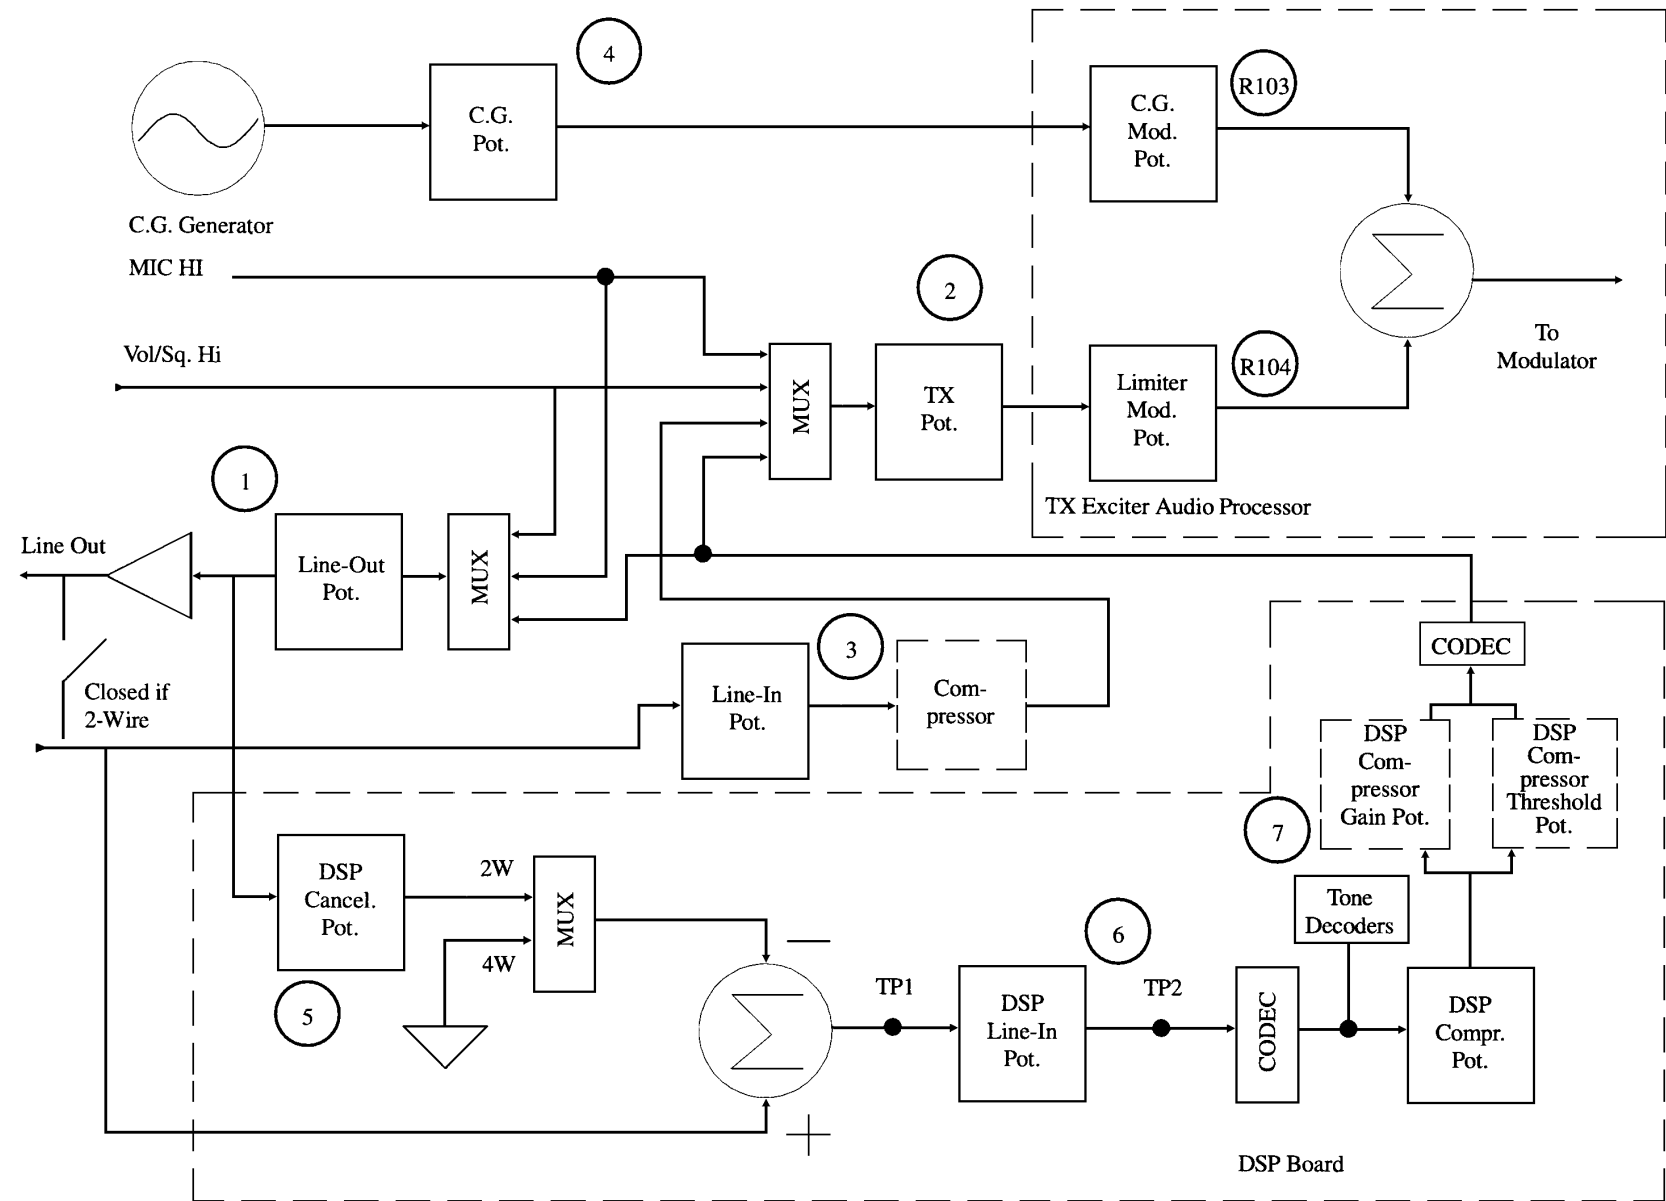 4
C.G.
Pot.
C.G.
Mod.
Pot.
R103
C.G. Generator
MIC HI
Vol/Sq. Hi
2
MUX
TX
Pot.
Limiter
Mod.
Pot.
R104
To
Modulator
TX Exciter Audio Processor
1
Line Out
Line-Out
Pot.
MUX
Closed if
2-Wire
Line-In
Pot.
3
Com-
pressor
CODEC
DSP
Com-
pressor
Gain Pot.
DSP
Com-
pressor
Threshold
Pot.
7
DSP
Cancel.
Pot.
5
2W
4W
MUX
—
+
TP1
DSP
Line-In
Pot.
6
TP2
CODEC
Tone
Decoders
DSP
Compr.
Pot.
DSP Board